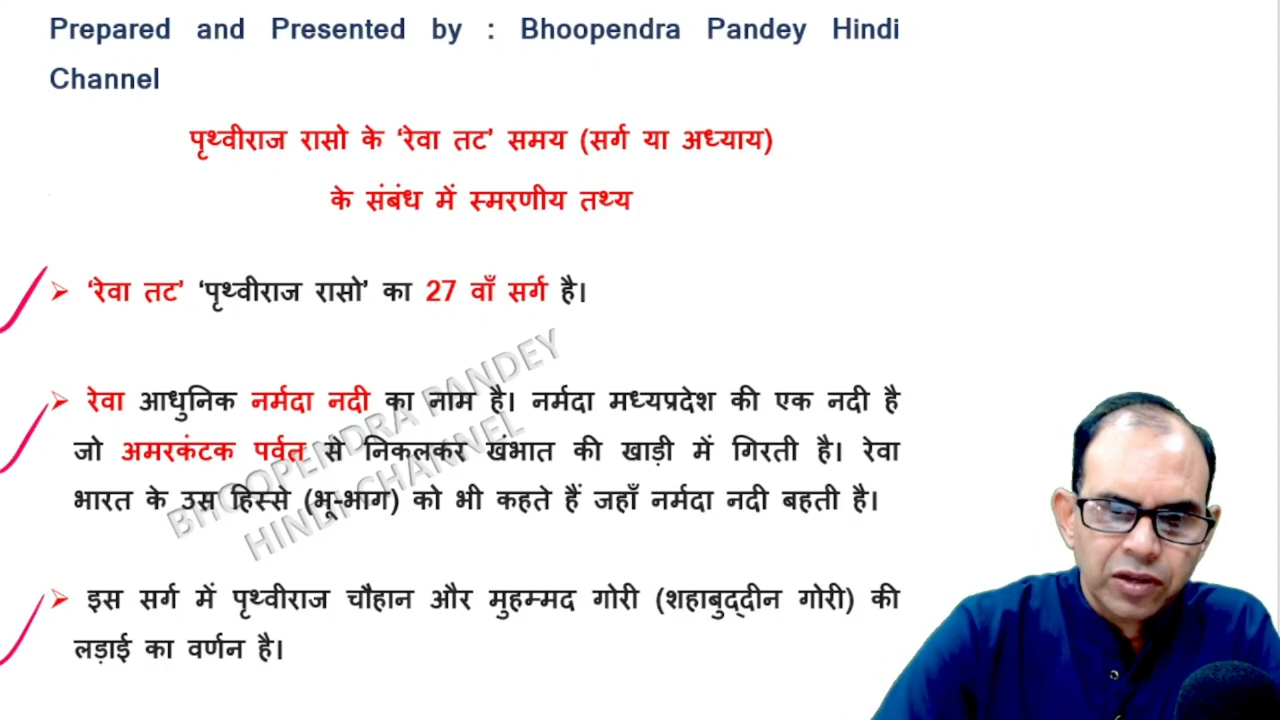 Prepared and Presented by : Bhoopendra Pandey Hindi
Channel
पृथ्वीराज रासो के ‘रेवा तट’ समय (सर्ग या अध्याय)
के संबंध में स्मरणीय तथ्य
➢ ‘रेवा तट’ ‘पृथ्वीराज रासो’ का 27 वाँ सर्ग है।
➢ रेवा आधुनिक नर्मदा नदी का नाम है। नर्मदा मध्यप्रदेश की एक नदी है
जो अमरकंटक पर्वत से निकलकर खंभात की खाड़ी में गिरती है। रेवा
भारत के उस हिस्से (भू-भाग) को भी कहते हैं जहाँ नर्मदा नदी बहती है।
➢ इस सर्ग में पृथ्वीराज चौहान और मुहम्मद गोरी (शहाबुद्दीन गोरी) की
लड़ाई का वर्णन है।
BHOOPENDRA PANDEY
HINDI CHANNEL